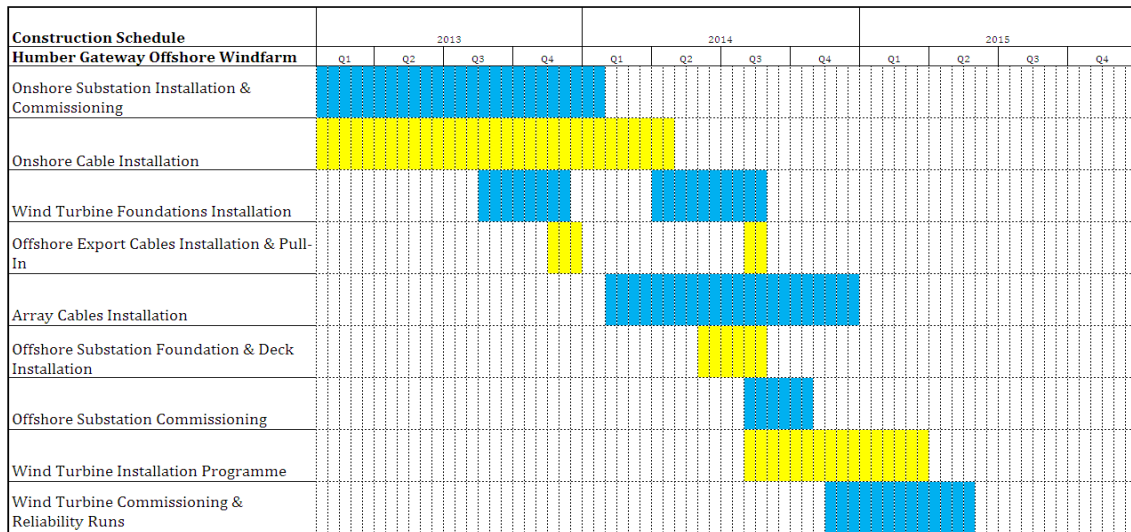 Construction Schedule
2013 2014 2015
Humber Gateway Offshore Windfarm
Q1 Q2 Q3 Q4 Q1 Q2 Q3 Q4 Q1 Q2 Q3 Q4
Onshore Substation Installation &
Commissioning
Onshore Cable Installation
Wind Turbine Foundations Installation
Offshore Export Cables Installation & Pull-
In
Array Cables Installation
Offshore Substation Foundation & Deck
Installation
Offshore Substation Commissioning
Wind Turbine Installation Programme
Wind Turbine Commissioning &
Reliability Runs